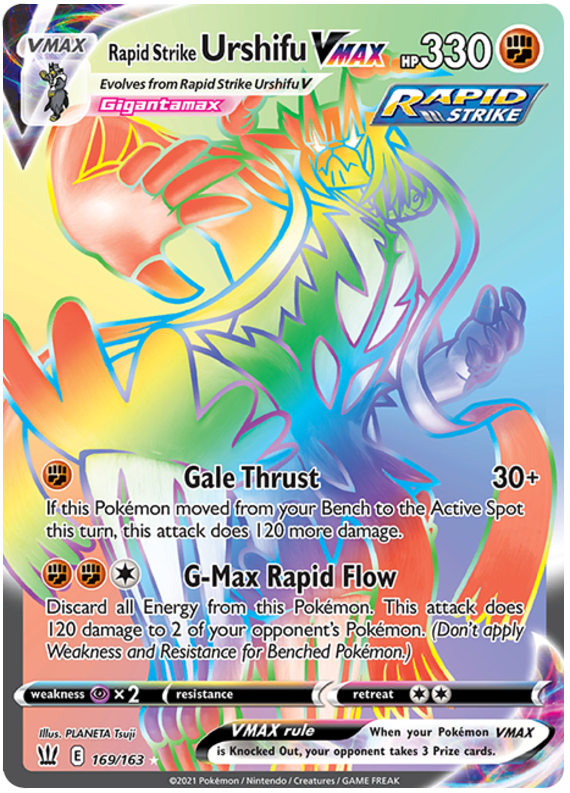 VMAX
Rapid Strike Urshifu VMAX HP 330
Evolves from Rapid Strike Urshifu V
Gigantamax
RAPID
STRIKE
Gale Thrust 30+
If this Pokémon moved from your Bench to the Active Spot
this turn, this attack does 120 more damage.
G-Max Rapid Flow
Discard all Energy from this Pokémon. This attack does
120 damage to 2 of your opponent's Pokémon. (Don't apply
Weakness and Resistance for Benched Pokémon.)
weakness ×2 resistance retreat
Illus. PLANETA Tsuji
VMAX rule When your Pokémon VMAX
is Knocked Out, your opponent takes 3 Prize cards.
E 169/163
©2021 Pokémon / Nintendo / Creatures / GAME FREAK